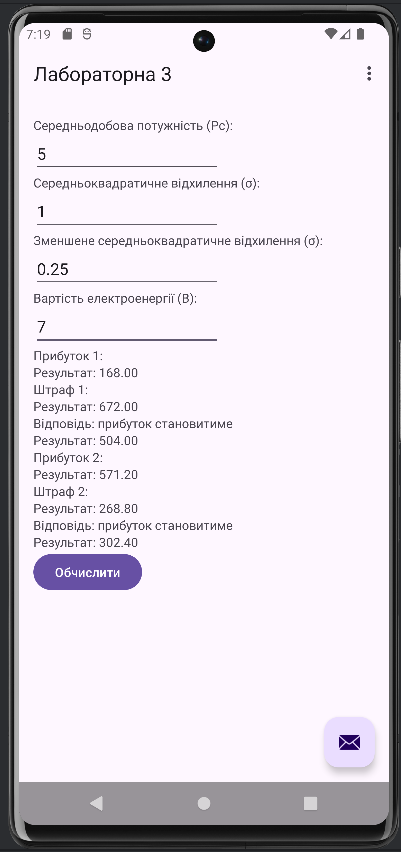 7:19
Лабораторна 3
Середньодобова потужність (Pc):
5
Середньоквадратичне відхилення (σ):
1
Зменшене середньоквадратичне відхилення (σ):
0.25
Вартість електроенергії (В):
7
Прибуток 1:
Результат: 168.00
Штраф 1:
Результат: 672.00
Відповідь: прибуток становитиме
Результат: 504.00
Прибуток 2:
Результат: 571.20
Штраф 2:
Результат: 268.80
Відповідь: прибуток становитиме
Результат: 302.40
Обчислити